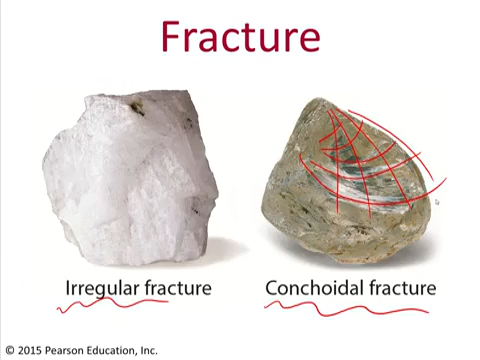 Fracture
Irregular fracture
Conchoidal fracture
© 2015 Pearson Education, Inc.